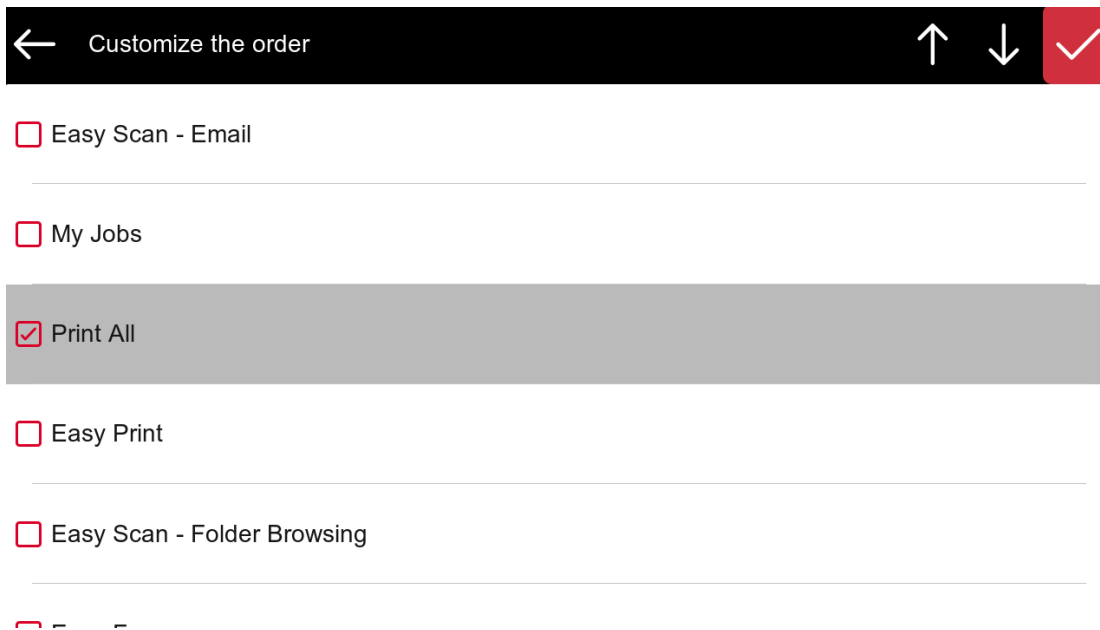 Customize the order
Easy Scan - Email
My Jobs
Print All
Easy Print
Easy Scan - Folder Browsing